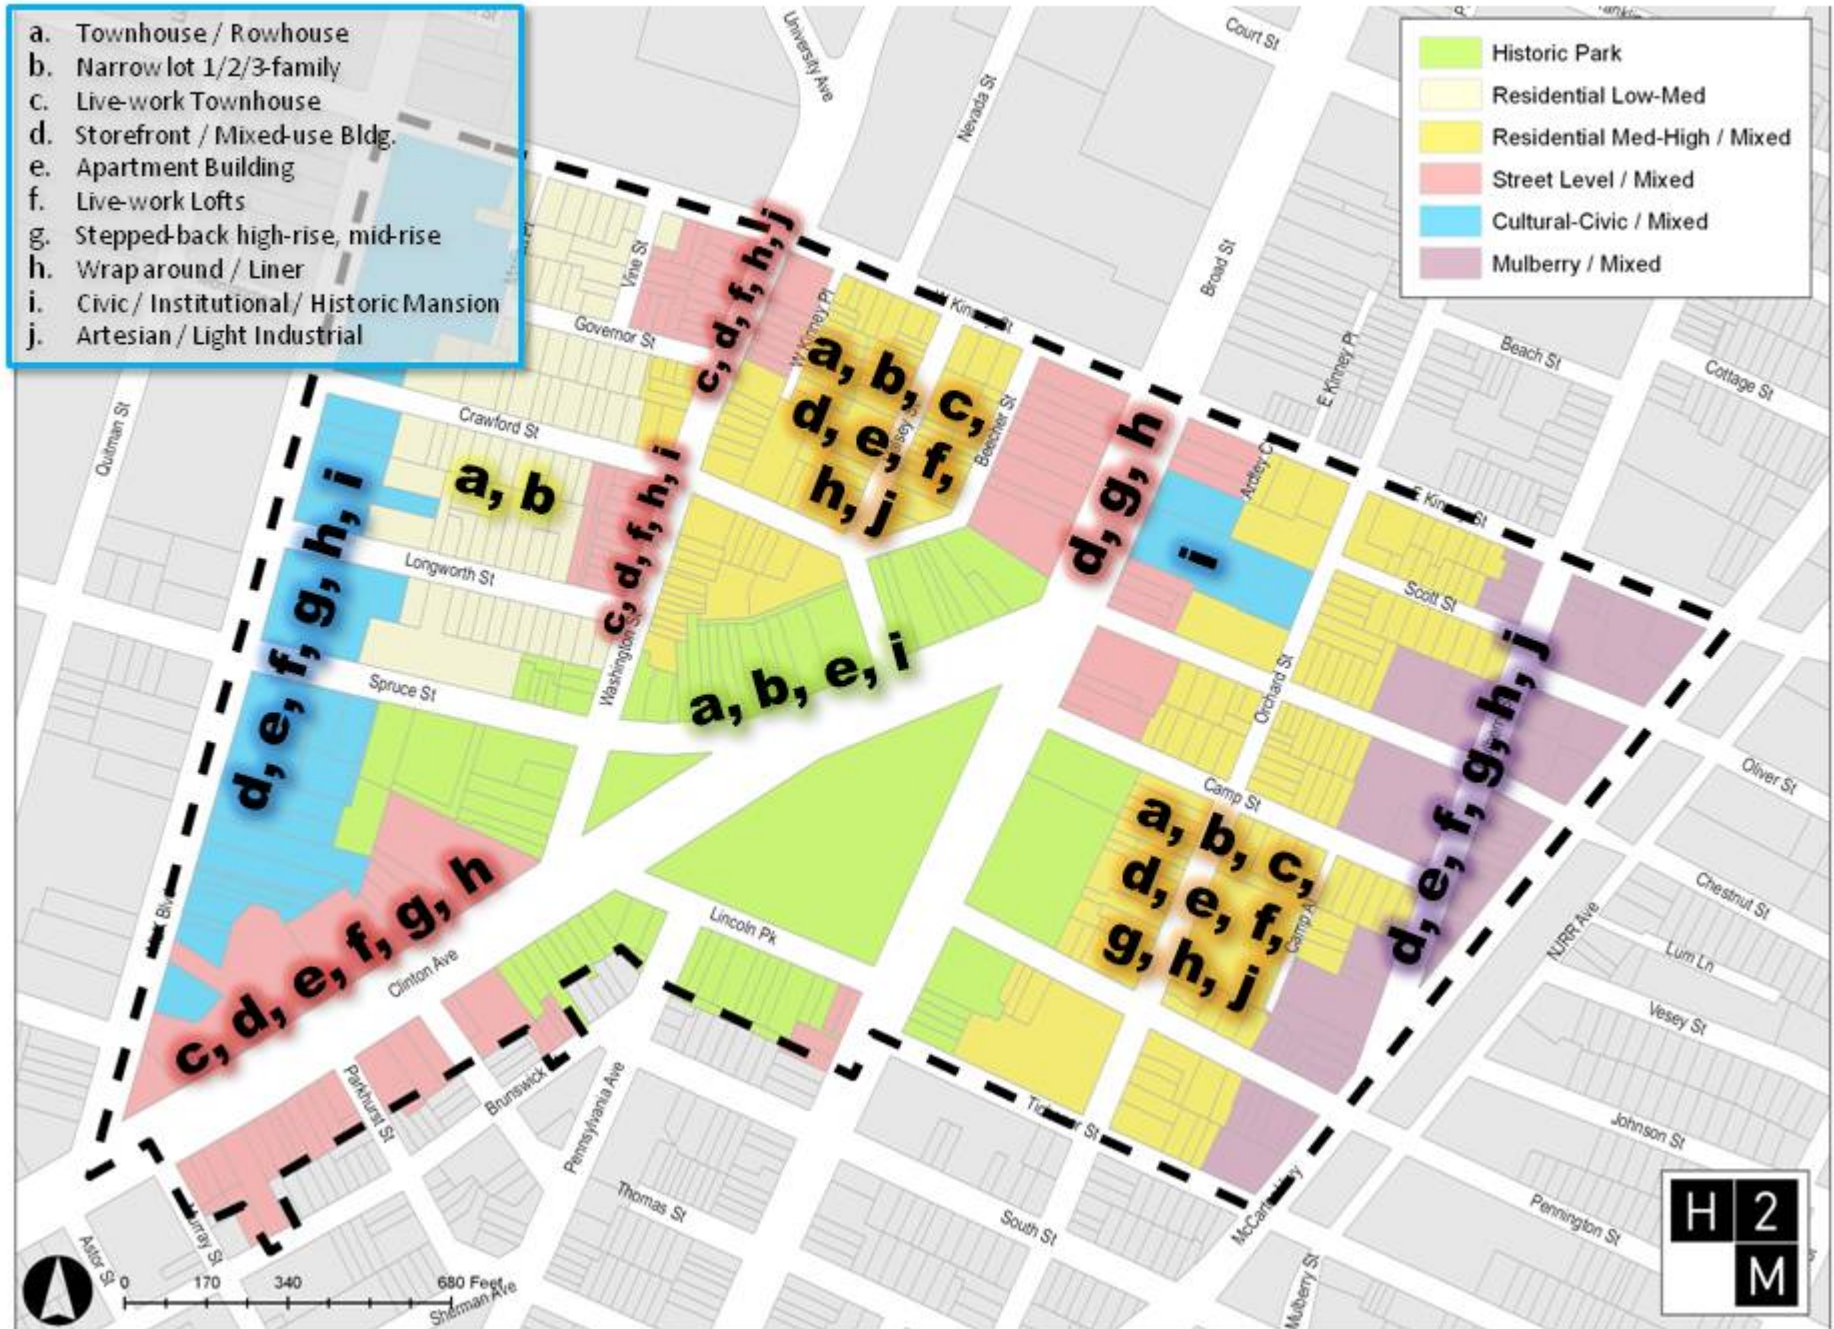 a. Townhouse / Rowhouse
b. Narrow lot 1/2/3-family
c. Live-work Townhouse
d. Storefront / Mixed-use Bldg.
e. Apartment Building
f. Live-work Lofts
g. Stepped-back high-rise, mid-rise
h. Wraparound / Liner
i. Civic / Institutional / Historic Mansion
j. Artesian / Light Industrial
Historic Park
Residential Low-Med
Residential Med-High / Mixed
Street Level / Mixed
Cultural-Civic / Mixed
Mulberry / Mixed
University Ave
Nevada St
Court St
Broad St
Vine St
W Kinney Pl
E Kinney Pl
Beach St
Cottage St
Governor St
Crawford St
Quitman St
Becher St
Longworth St
Scott St
Washington St
Spruce St
Orchard St
Camp St
Oliver St
Chestnut St
NJRR Ave
Lum Ln
Vesey St
Lincoln Pk
Clinton Ave
Parkhurst St
Brunswick
Pennsylvania Ave
Johnson St
Thomas St
South St
Pennington St
Murray St
Astor St
Sherman Ave
Mulberry St
c, d, f, h, j
a, b, c,
d, e, f,
h, j
d, g, h
a, b
c, d, f, h, i
d, e, f, g, h, i
i
a, b, e, i
d, e, f, g, h, j
a, b, c,
d, e, f,
g, h, j
c, d, e, f, g, h
0 170 340 680 Feet
H 2
M